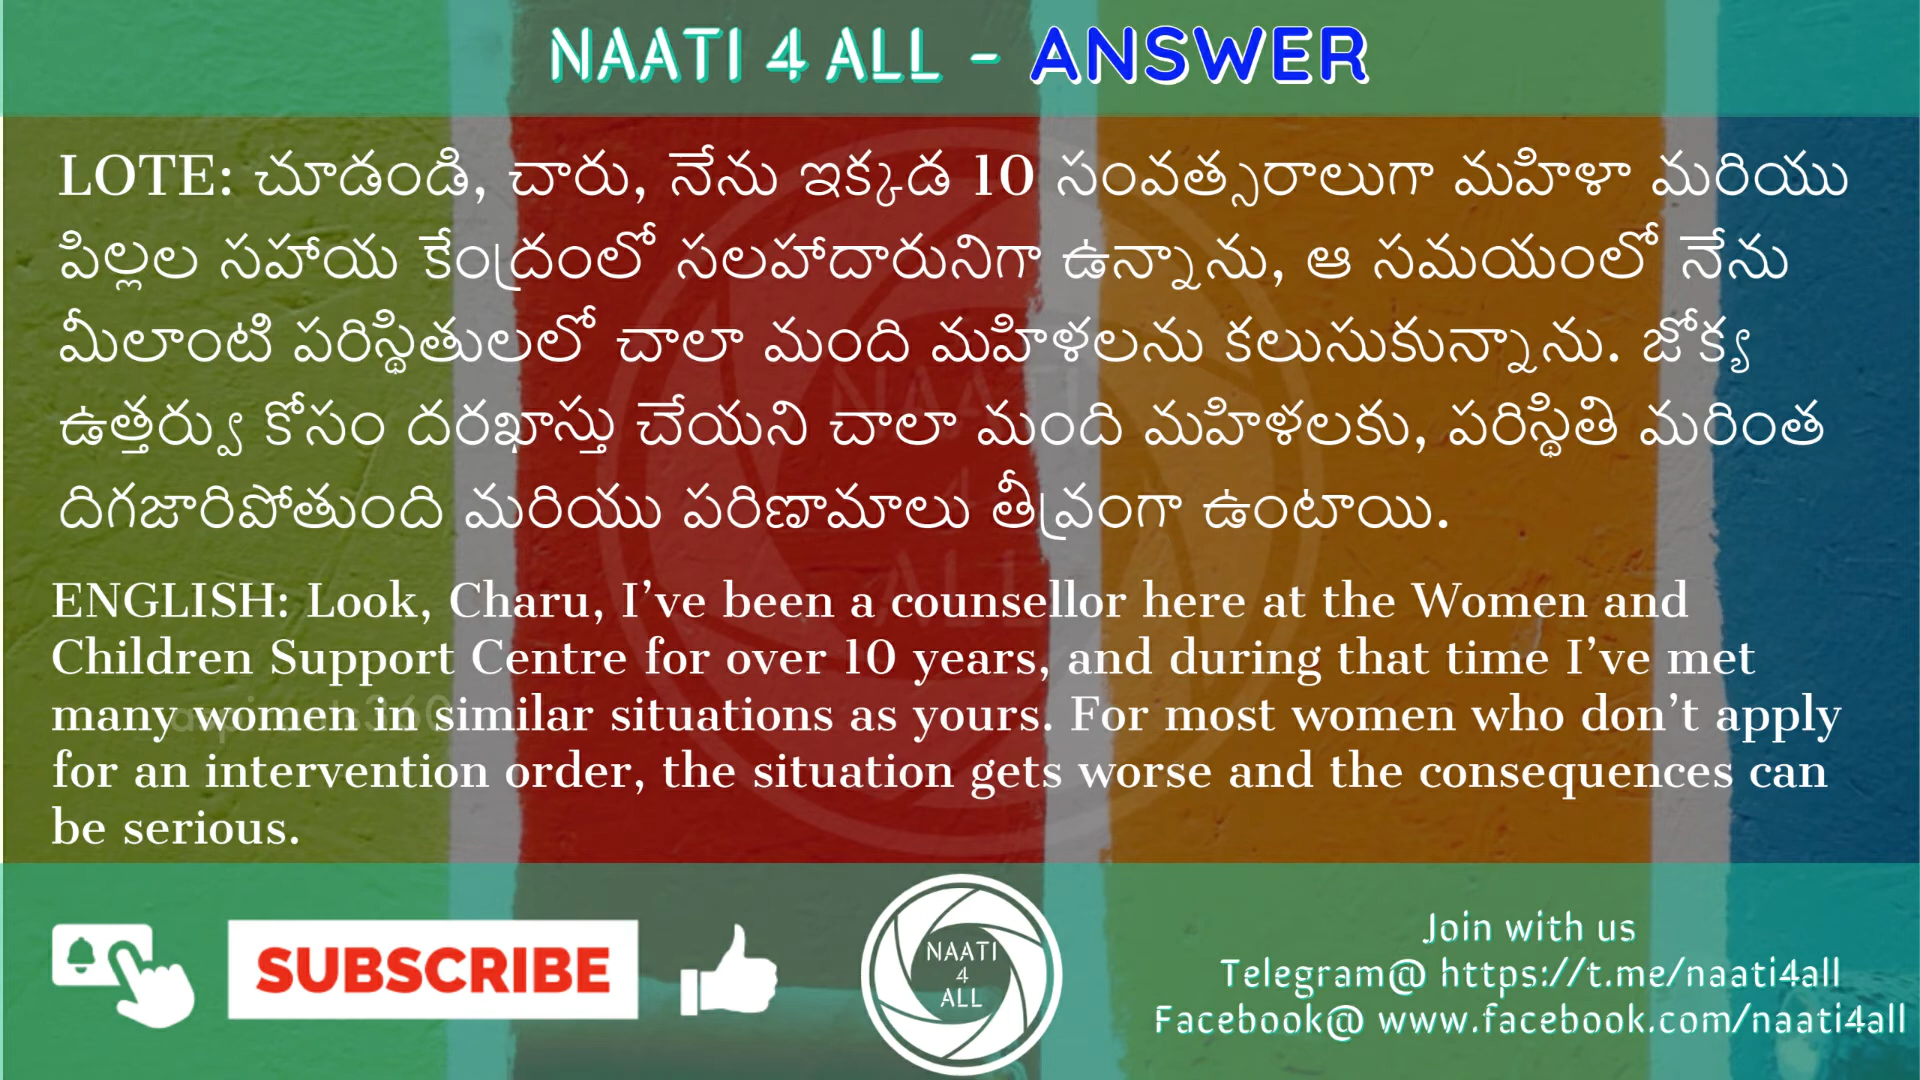 NAATI 4 ALL - ANSWER
LOTE: చూడండి, చారు, నేను ఇక్కడ 10 సంవత్సరాలుగా మహిళా మరియు
పిల్లల సహాయ కేంద్రంలో సలహాదారునిగా ఉన్నాను, ఆ సమయంలో నేను
మీలాంటి పరిస్థితులలో చాలా మంది మహిళలను కలుసుకున్నాను. జోక్య
ఉత్తర్వు కోసం దరఖాస్తు చేయని చాలా మంది మహిళలకు, పరిస్థితి మరింత
దిగజారిపోతుంది మరియు పరిణామాలు తీవ్రంగా ఉంటాయి.
ENGLISH: Look, Charu, I’ve been a counsellor here at the Women and
Children Support Centre for over 10 years, and during that time I’ve met
many women in similar situations as yours. For most women who don’t apply
for an intervention order, the situation gets worse and the consequences can
be serious.
SUBSCRIBE
NAATI
4
ALL
Join with us
Telegram@ https://t.me/naati4all
Facebook@ www.facebook.com/naati4all